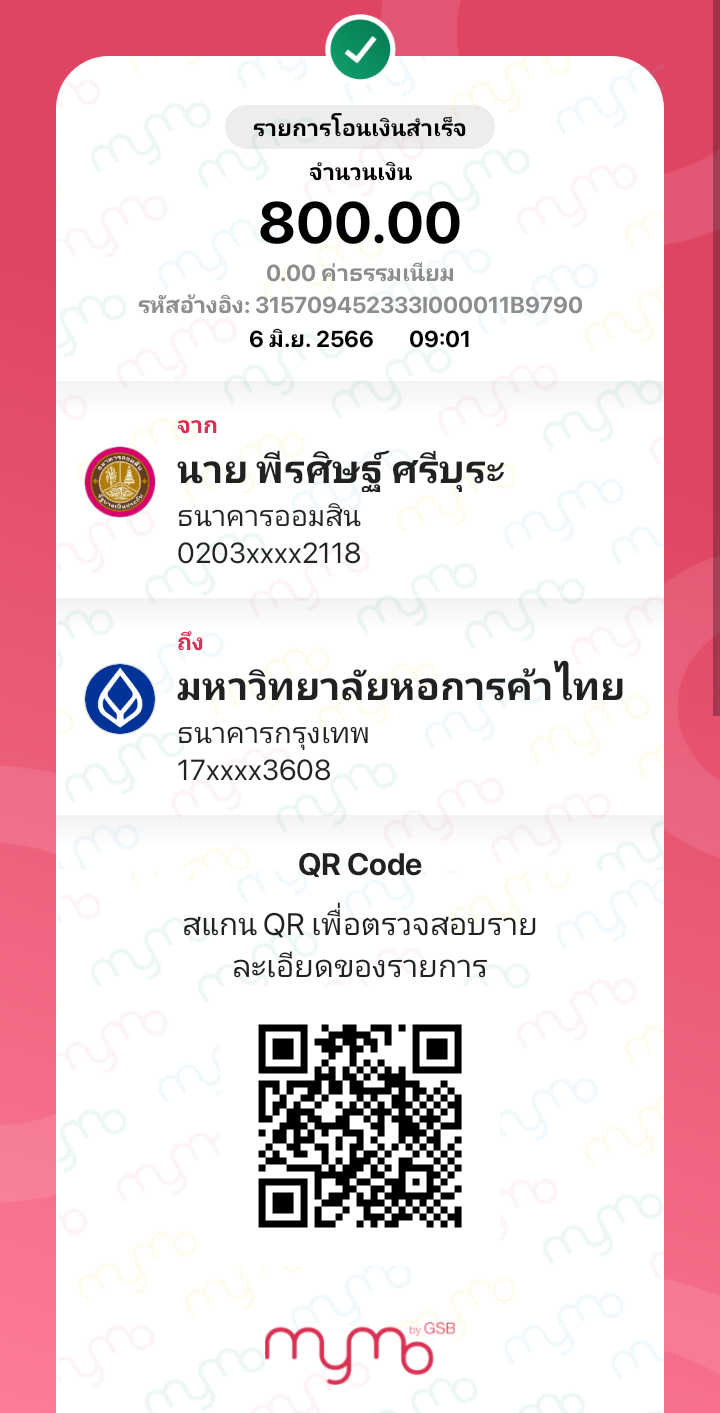 รายการโอนเงินสำเร็จ
จำนวนเงิน
800.00
0.00 ค่าธรรมเนียม
รหัสอ้างอิง: 315709452333I000011B9790
6 มิ.ย. 2566 09:01
จาก
นาย พีรศิษฐ์ ศรีบุระ
ธนาคารออมสิน
0203xxxx2118
ถึง
มหาวิทยาลัยหอการค้าไทย
ธนาคารกรุงเทพ
17xxxx3608
QR Code
สแกน QR เพื่อตรวจสอบราย
ละเอียดของรายการ
mymo by GSB